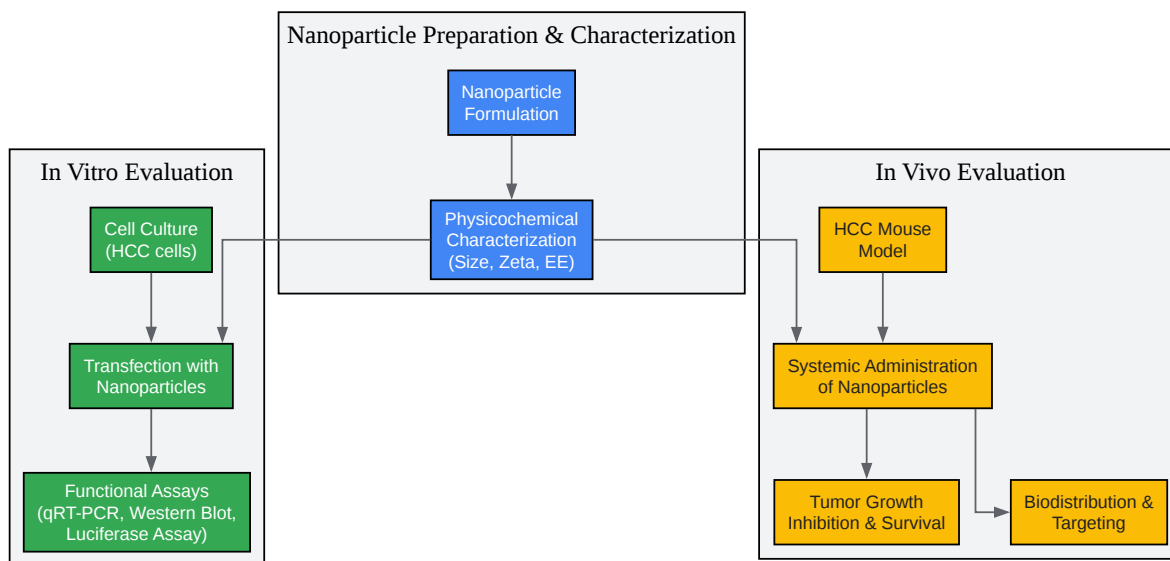 Nanoparticle Preparation & Characterization
Nanoparticle
Formulation
Physicochemical
Characterization
(Size, Zeta, EE)
In Vitro Evaluation
Cell Culture
(HCC cells)
Transfection with
Nanoparticles
Functional Assays
(qRT-PCR, Western Blot,
Luciferase Assay)
In Vivo Evaluation
HCC Mouse
Model
Systemic Administration
of Nanoparticles
Tumor Growth
Inhibition & Survival
Biodistribution &
Targeting